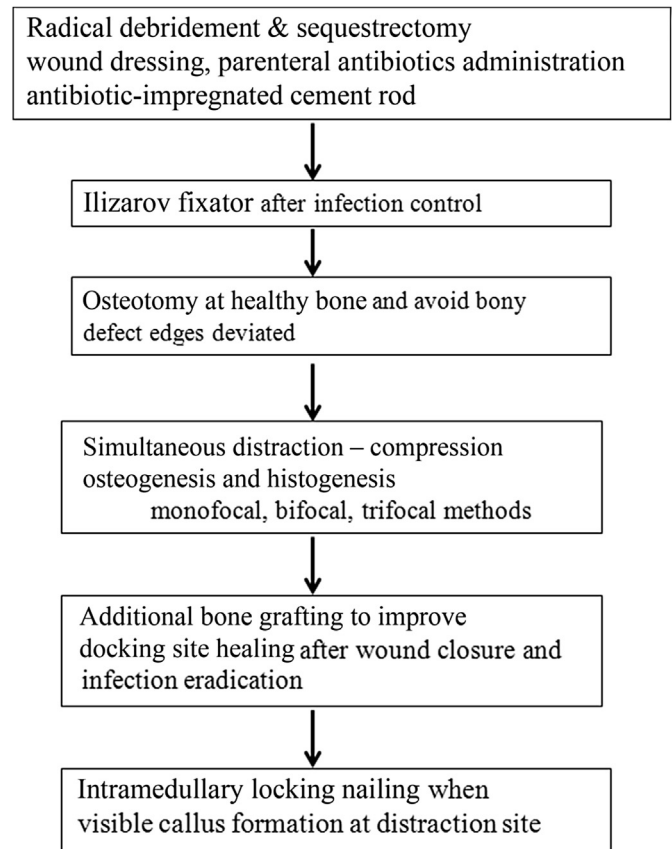 Radical debridement & sequestrectomy
wound dressing, parenteral antibiotics administration
antibiotic-impregnated cement rod
Ilizarov fixator after infection control
Osteotomy at healthy bone and avoid bony
defect edges deviated
Simultaneous distraction – compression
osteogenesis and histogenesis
monofocal, bifocal, trifocal methods
Additional bone grafting to improve
docking site healing after wound closure and
infection eradication
Intramedullary locking nailing when
visible callus formation at distraction site